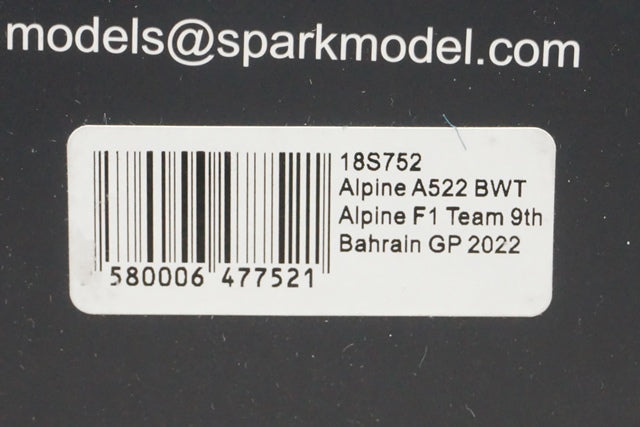 models@sparkmodel.com
18S752
Alpine A522 BWT
Alpine F1 Team 9th
Bahrain GP 2022
580006 477521